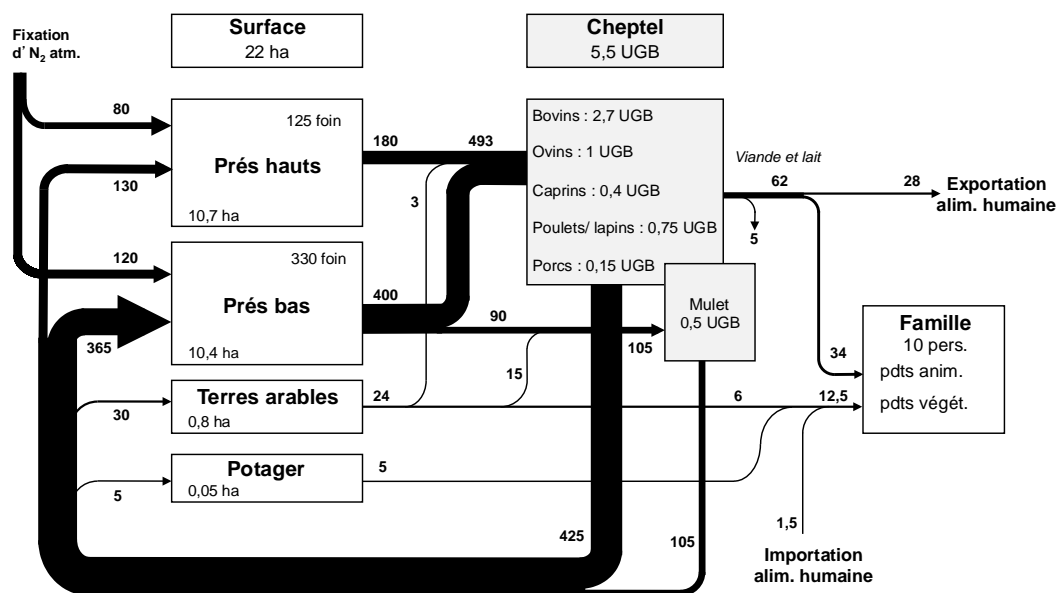 Fixation
d' N2 atm.
Surface
22 ha
Cheptel
5,5 UGB
80
130
125 foin
Prés hauts
10,7 ha
180
493
3
Bovins : 2,7 UGB
Ovins : 1 UGB
Caprins : 0,4 UGB
Poulets/ lapins : 0,75 UGB
Porcs : 0,15 UGB
Viande et lait
62
28
5
Exportation
alim. humaine
120
365
330 foin
Prés bas
10,4 ha
400
90
105
15
Mulet
0,5 UGB
Famille
10 pers.
pdts anim.
pdts végét.
34
30
Terres arables
0,8 ha
24
6
12,5
5
Potager
0,05 ha
5
425
105
1,5
Importation
alim. humaine